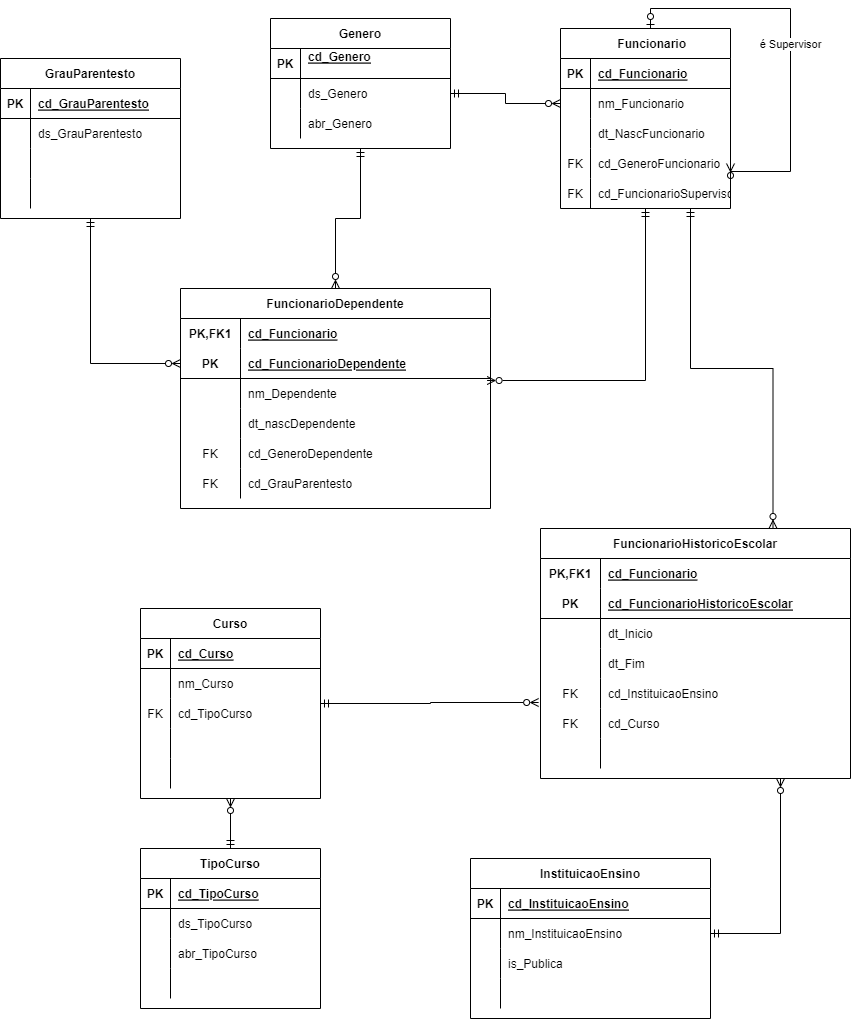 Genero
PK cd_Genero
ds_Genero
abr_Genero
Funcionario
PK cd_Funcionario
nm_Funcionario
dt_NascFuncionario
FK cd_GeneroFuncionario
FK cd_FuncionarioSuperviso
é Supervisor
GrauParentesto
PK cd_GrauParentesto
ds_GrauParentesto
FuncionarioDependente
PK,FK1 cd_Funcionario
PK cd_FuncionarioDependente
nm_Dependente
dt_nascDependente
FK cd_GeneroDependente
FK cd_GrauParentesto
FuncionarioHistoricoEscolar
PK,FK1 cd_Funcionario
PK cd_FuncionarioHistoricoEscolar
dt_Inicio
dt_Fim
FK cd_InstituicaoEnsino
FK cd_Curso
Curso
PK cd_Curso
nm_Curso
FK cd_TipoCurso
TipoCurso
PK cd_TipoCurso
ds_TipoCurso
abr_TipoCurso
InstituicaoEnsino
PK cd_InstituicaoEnsino
nm_InstituicaoEnsino
is_Publica